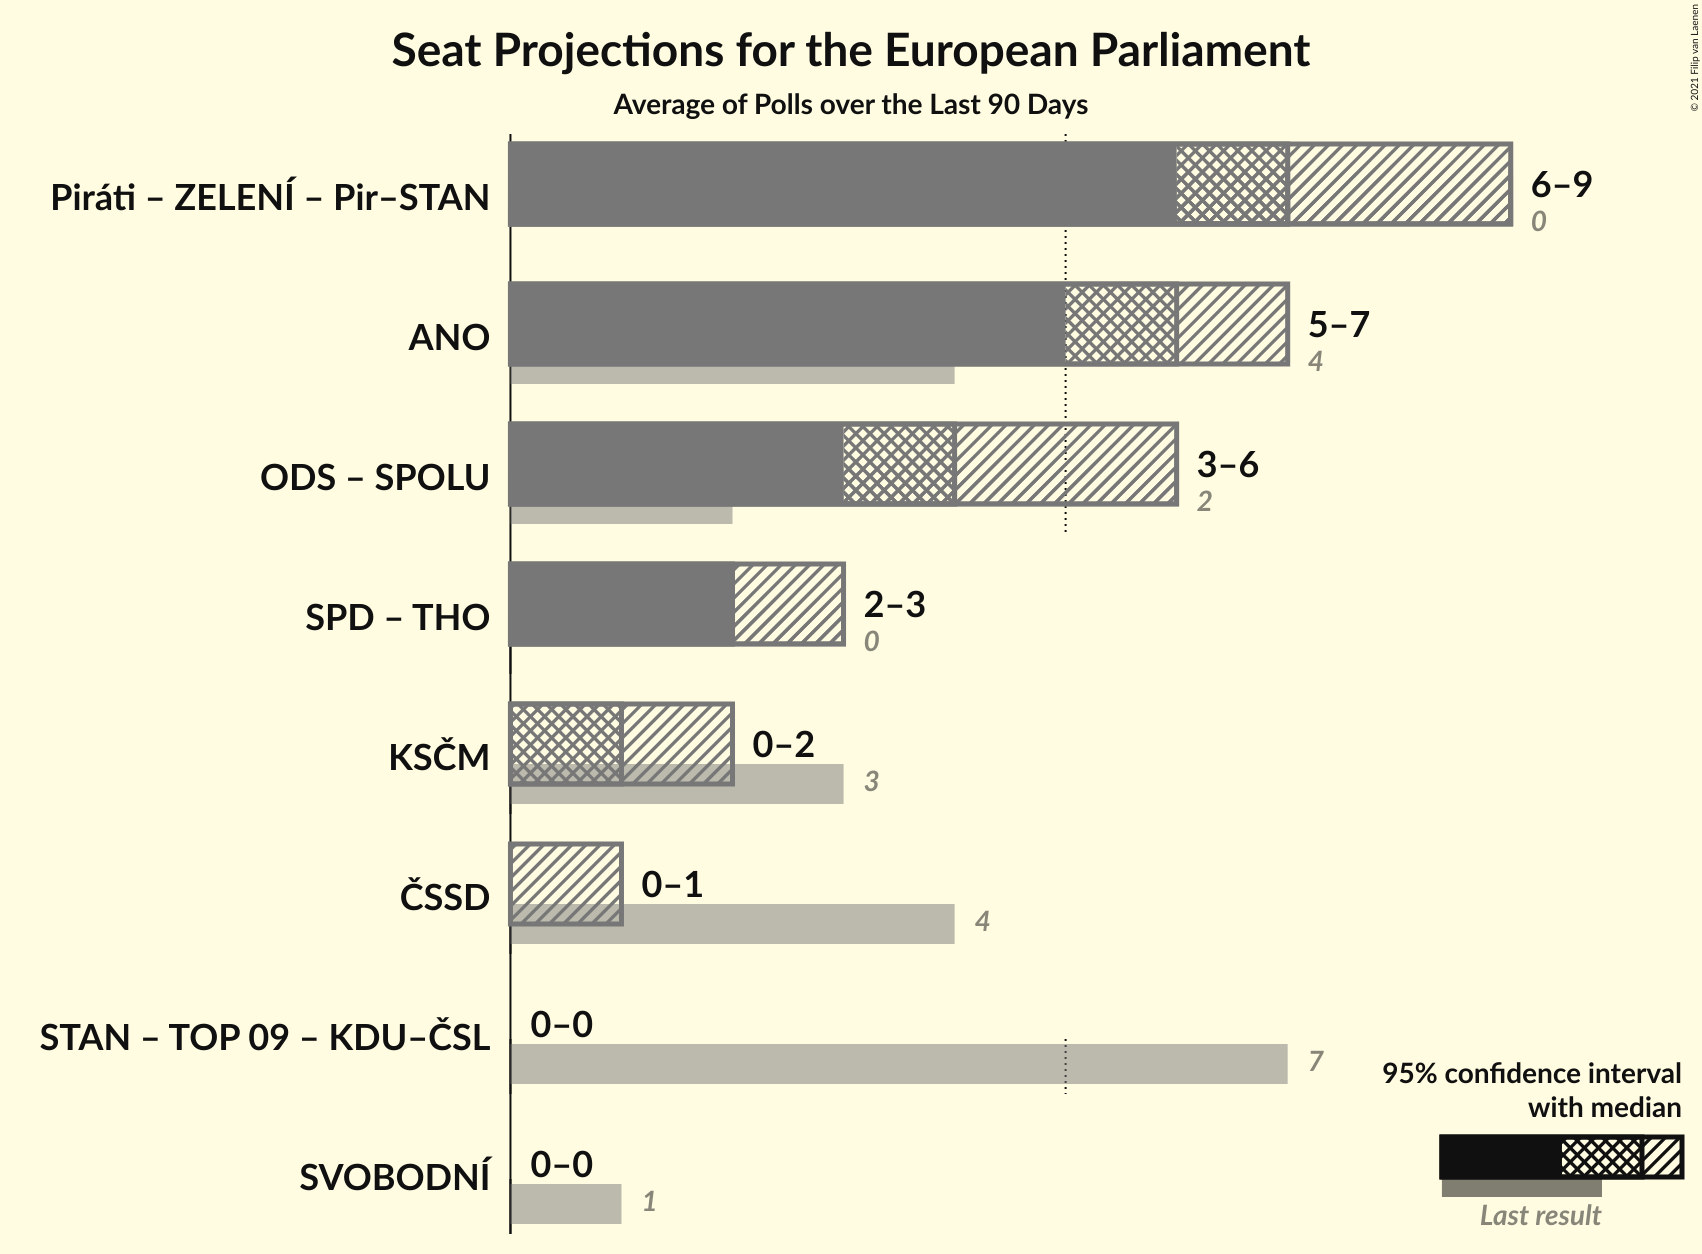 Seat Projections for the European Parliament
Average of Polls over the Last 90 Days
© 2021 Filip van Laenen
Piráti – ZELENÍ – Pir–STAN
6–9
0
ANO
5–7
4
ODS – SPOLU
3–6
2
SPD – THO
2–3
0
KSČM
0–2
3
ČSSD
0–1
4
STAN – TOP 09 – KDU–ČSL
0–0
7
SVOBODNÍ
0–0
1
95% confidence interval
with median
Last result